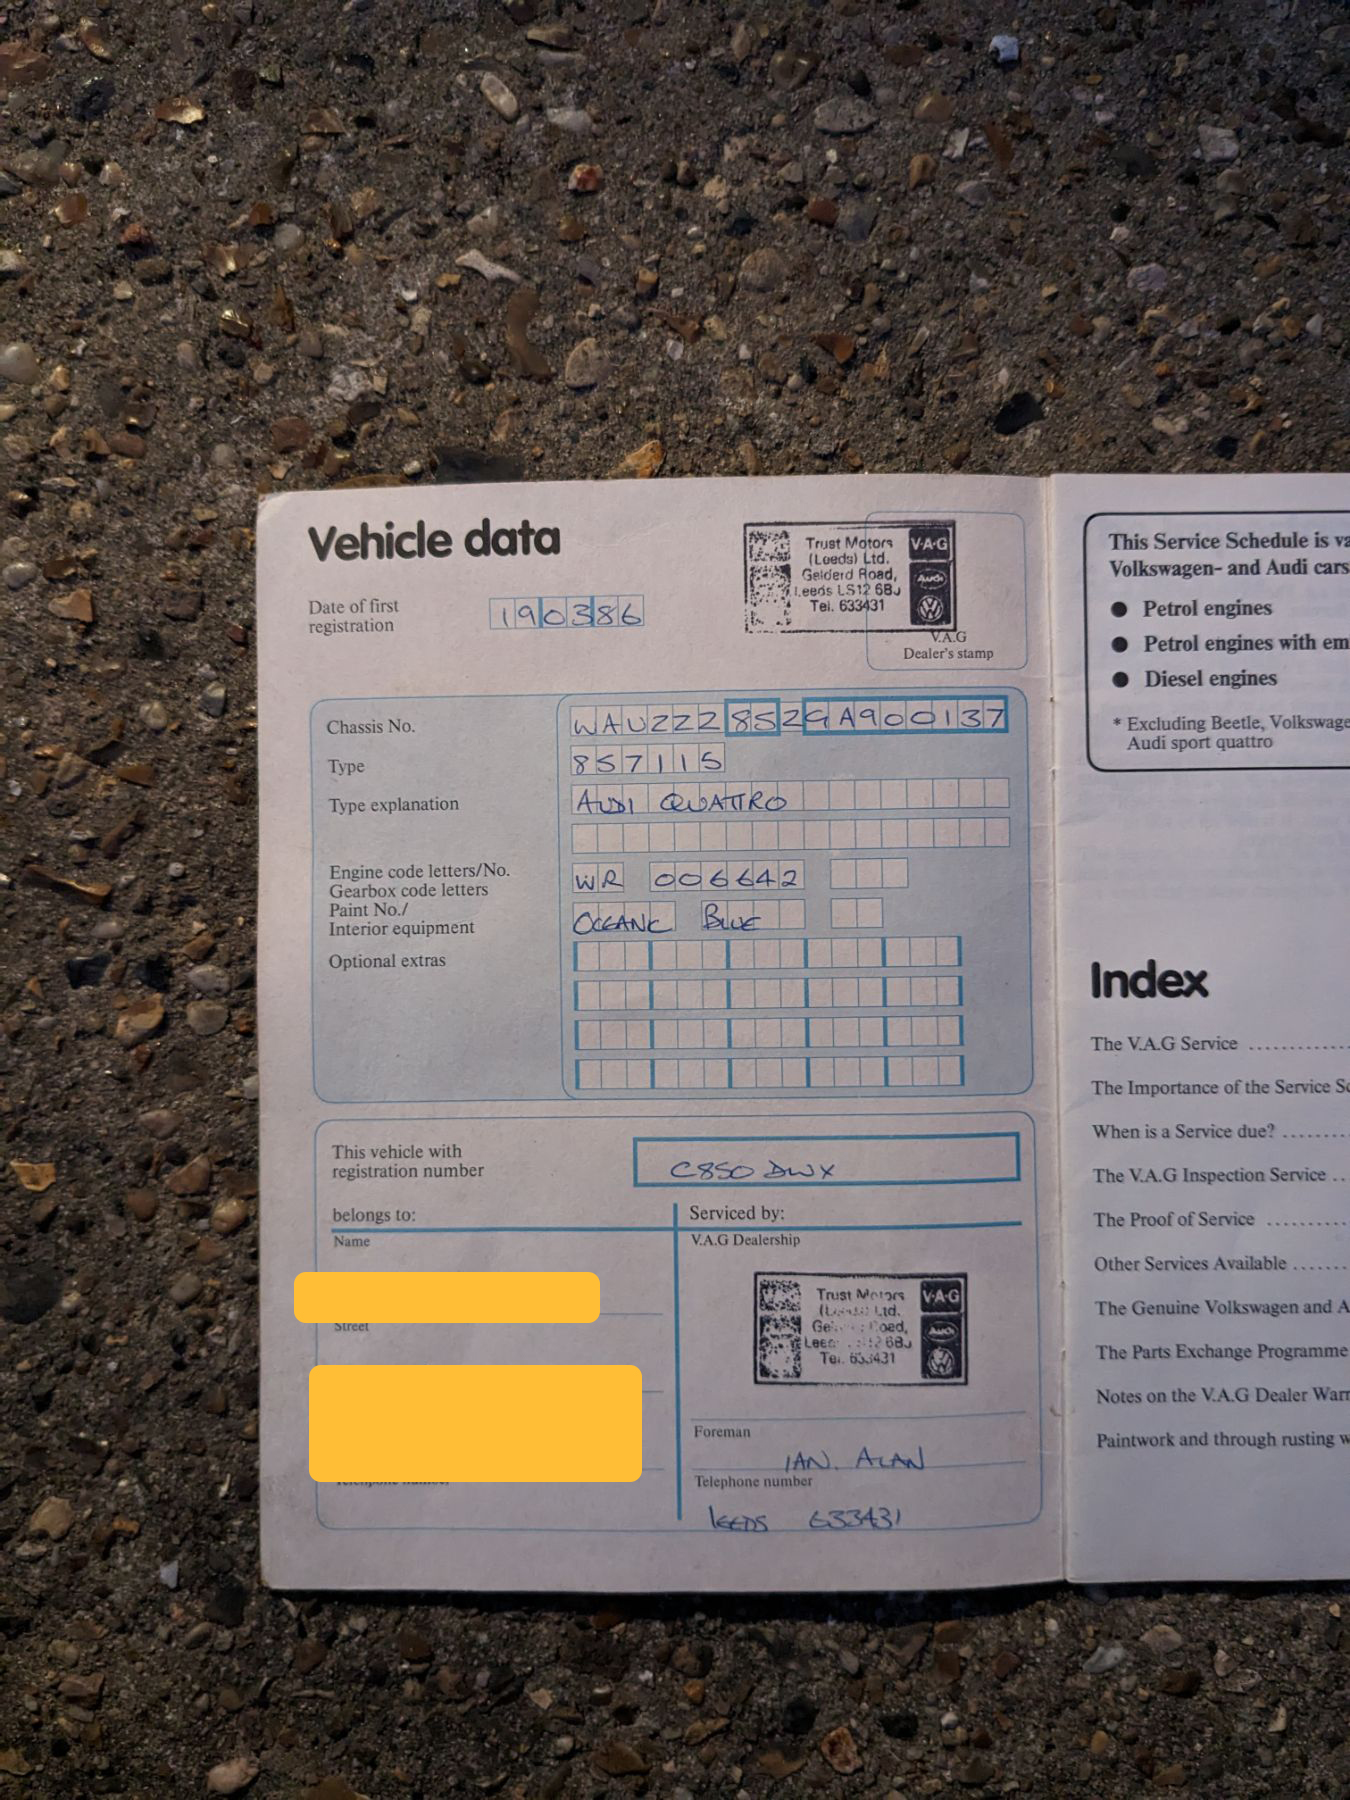 Vehicle data
Date of first
registration
190386
Trust Motors
(Leeds) Ltd.
Gelderd Road,
Leeds LS12 6BJ
Tel. 633431
V·A·G
Audi
V.A.G
Dealer's stamp
Chassis No.
WAUZZZ85ZGA900137
Type
857115
Type explanation
AUDI QUATTRO
Engine code letters/No.
Gearbox code letters
WR 006642
Paint No./
Interior equipment
OCEANIC BLUE
Optional extras
This vehicle with
registration number
C850 DWX
belongs to:
Name
Street
Telephone number
Serviced by:
V.A.G Dealership
Trust Motors
Ltd.
Road,
6BJ
Tel. 633431
V·A·G
Audi
Foreman
IAN. ALAN
Telephone number
LEEDS 633431
This Service Schedule is va
Volkswagen- and Audi cars
● Petrol engines
● Petrol engines with em
● Diesel engines
* Excluding Beetle, Volkswage
Audi sport quattro
Index
The V.A.G Service ...........
The Importance of the Service Sc
When is a Service due? .......
The V.A.G Inspection Service ..
The Proof of Service .........
Other Services Available ......
The Genuine Volkswagen and A
The Parts Exchange Programme
Notes on the V.A.G Dealer Warr
Paintwork and through rusting w